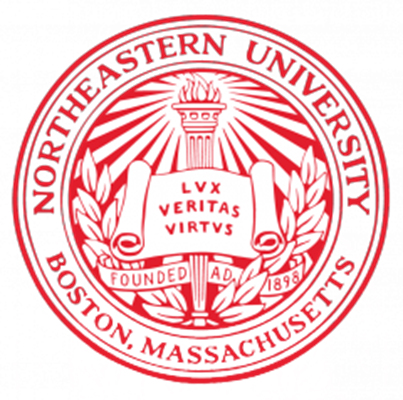 NORTHEASTERN UNIVERSITY
LVX
VERITAS
VIRTVS
FOUNDED A.D. 1898
BOSTON, MASSACHUSETTS